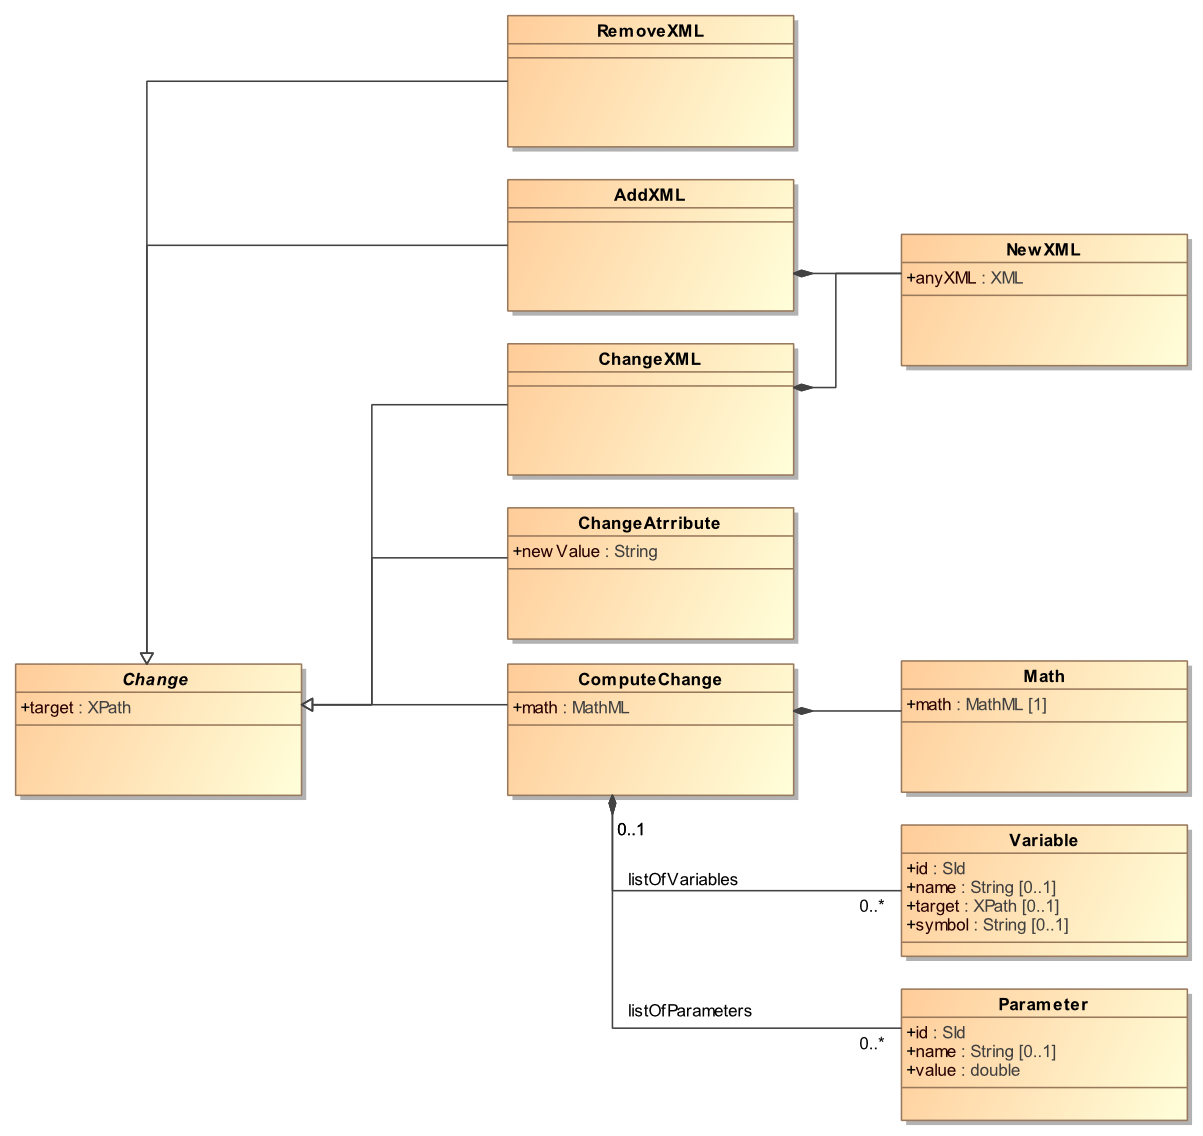 RemoveXML
AddXML
NewXML
+anyXML : XML
ChangeXML
ChangeAtrribute
+newValue : String
Change
+target : XPath
ComputeChange
+math : MathML
Math
+math : MathML [1]
0..1
listOfVariables
0..*
Variable
+id : SId
+name : String [0..1]
+target : XPath [0..1]
+symbol : String [0..1]
listOfParameters
0..*
Parameter
+id : SId
+name : String [0..1]
+value : double